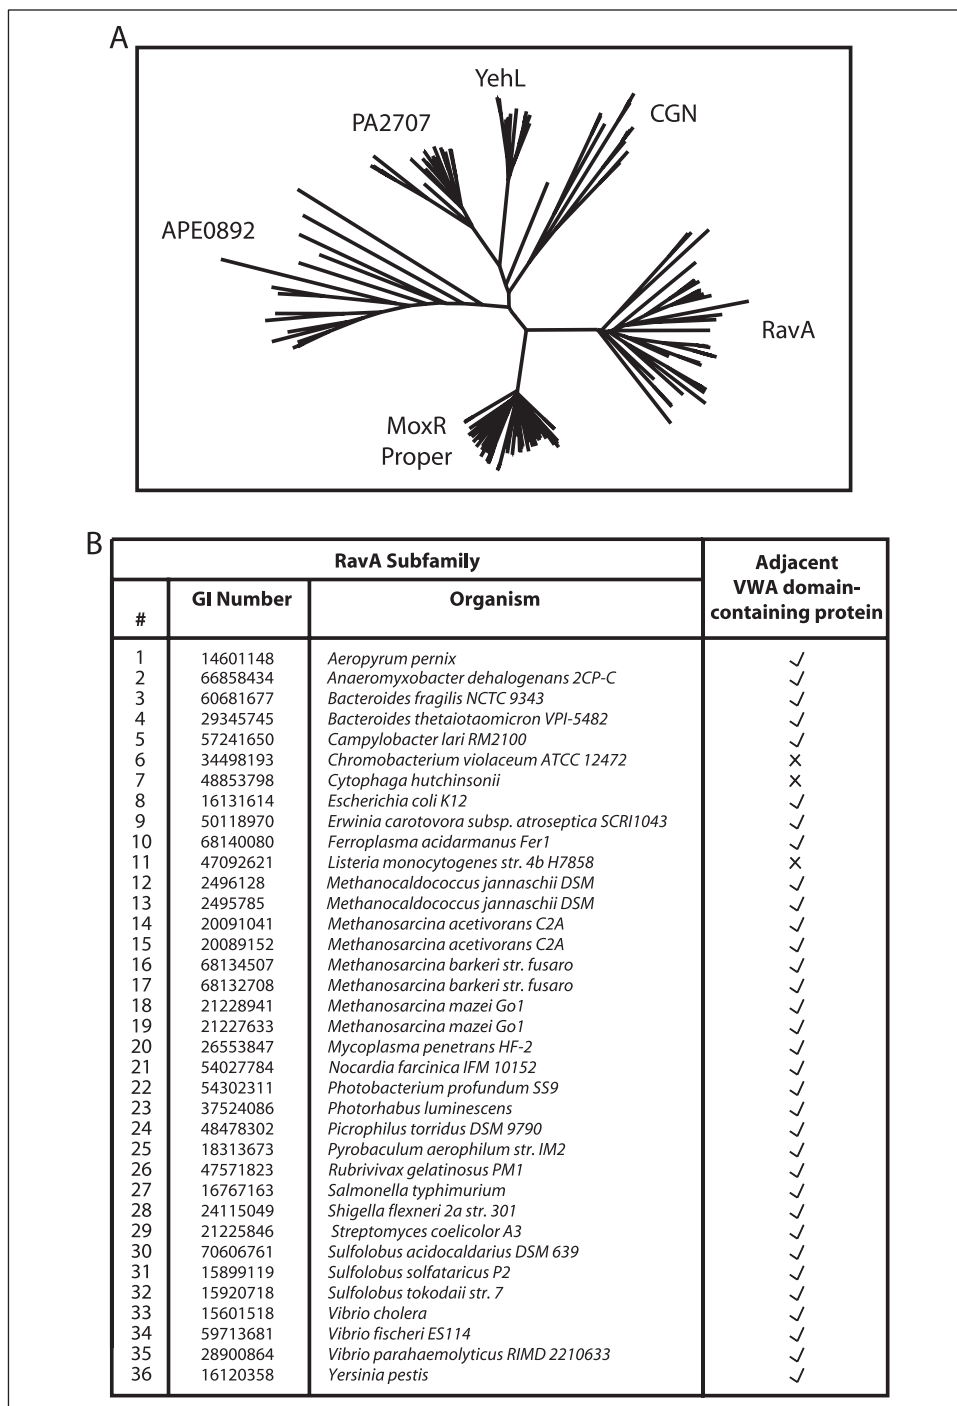 A
YehL
CGN
PA2707
APE0892
RavA
MoxR
Proper
B
RavA Subfamily
Adjacent
VWA domain-
containing protein
# GI Number Organism
1 14601148 Aeropyrum pernix ✓
2 66858434 Anaeromyxobacter dehalogenans 2CP-C ✓
3 60681677 Bacteroides fragilis NCTC 9343 ✓
4 29345745 Bacteroides thetaiotaomicron VPI-5482 ✓
5 57241650 Campylobacter lari RM2100 ✓
6 34498193 Chromobacterium violaceum ATCC 12472 x
7 48853798 Cytophaga hutchinsonii x
8 16131614 Escherichia coli K12 ✓
9 50118970 Erwinia carotovora subsp. atroseptica SCRI1043 ✓
10 68140080 Ferroplasma acidarmanus Fer1 ✓
11 47092621 Listeria monocytogenes str. 4b H7858 x
12 2496128 Methanocaldococcus jannaschii DSM ✓
13 2495785 Methanocaldococcus jannaschii DSM ✓
14 20091041 Methanosarcina acetivorans C2A ✓
15 20089152 Methanosarcina acetivorans C2A ✓
16 68134507 Methanosarcina barkeri str. fusaro ✓
17 68132708 Methanosarcina barkeri str. fusaro ✓
18 21228941 Methanosarcina mazei Go1 ✓
19 21227633 Methanosarcina mazei Go1 ✓
20 26553847 Mycoplasma penetrans HF-2 ✓
21 54027784 Nocardia farcinica IFM 10152 ✓
22 54302311 Photobacterium profundum SS9 ✓
23 37524086 Photorhabus luminescens ✓
24 48478302 Picrophilus torridus DSM 9790 ✓
25 18313673 Pyrobaculum aerophilum str. IM2 ✓
26 47571823 Rubrivivax gelatinosus PM1 ✓
27 16767163 Salmonella typhimurium ✓
28 24115049 Shigella flexneri 2a str. 301 ✓
29 21225846 Streptomyces coelicolor A3 ✓
30 70606761 Sulfolobus acidocaldarius DSM 639 ✓
31 15899119 Sulfolobus solfataricus P2 ✓
32 15920718 Sulfolobus tokodaii str. 7 ✓
33 15601518 Vibrio cholera ✓
34 59713681 Vibrio fischeri ES114 ✓
35 28900864 Vibrio parahaemolyticus RIMD 2210633 ✓
36 16120358 Yersinia pestis ✓